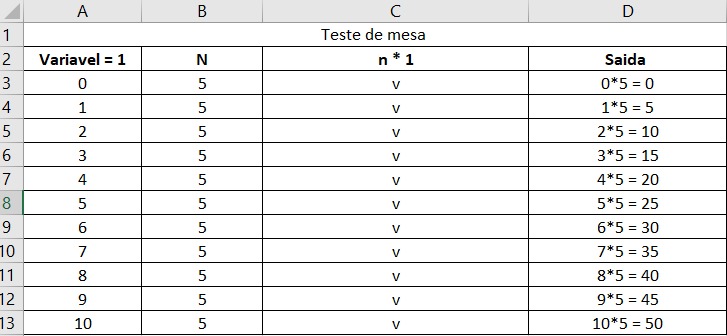 A B C D
1 Teste de mesa
2 Variavel = 1 N n * 1 Saida
3 0 5 v 0*5 = 0
4 1 5 v 1*5 = 5
5 2 5 v 2*5 = 10
6 3 5 v 3*5 = 15
7 4 5 v 4*5 = 20
8 5 5 v 5*5 = 25
9 6 5 v 6*5 = 30
10 7 5 v 7*5 = 35
11 8 5 v 8*5 = 40
12 9 5 v 9*5 = 45
13 10 5 v 10*5 = 50